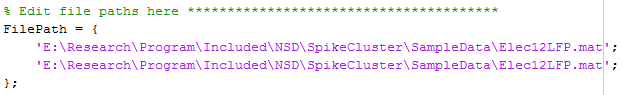 % Edit file paths here ***************************************
FilePath = {
    'E:\Research\Program\Included\NSD\SpikeCluster\SampleData\Elec12LFP.mat';
    'E:\Research\Program\Included\NSD\SpikeCluster\SampleData\Elec12LFP.mat';
};